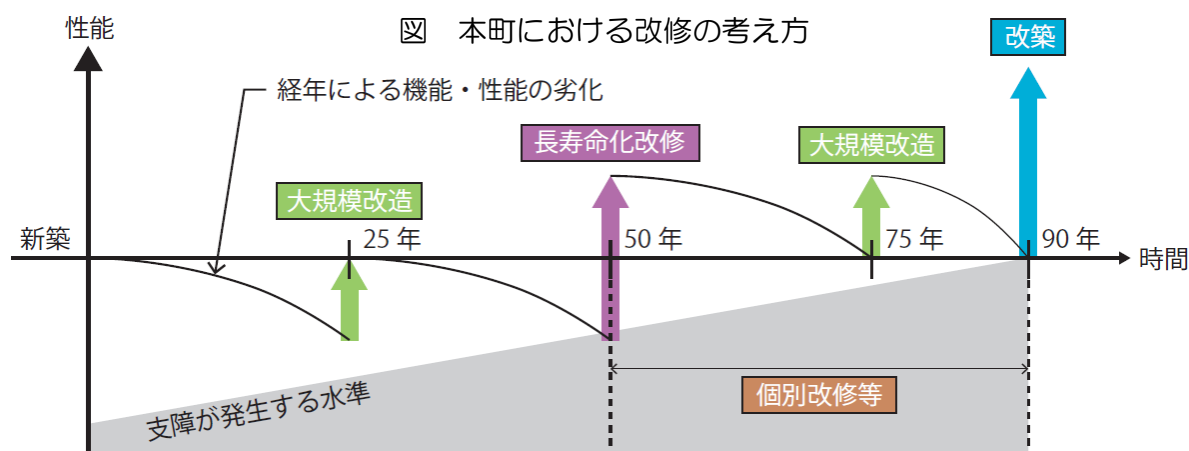 図 本町における改修の考え方
性能
改築
経年による機能・性能の劣化
長寿命化改修
大規模改造
大規模改造
新築
25 年
50 年
75 年
90 年
時間
個別改修等
支障が発生する水準